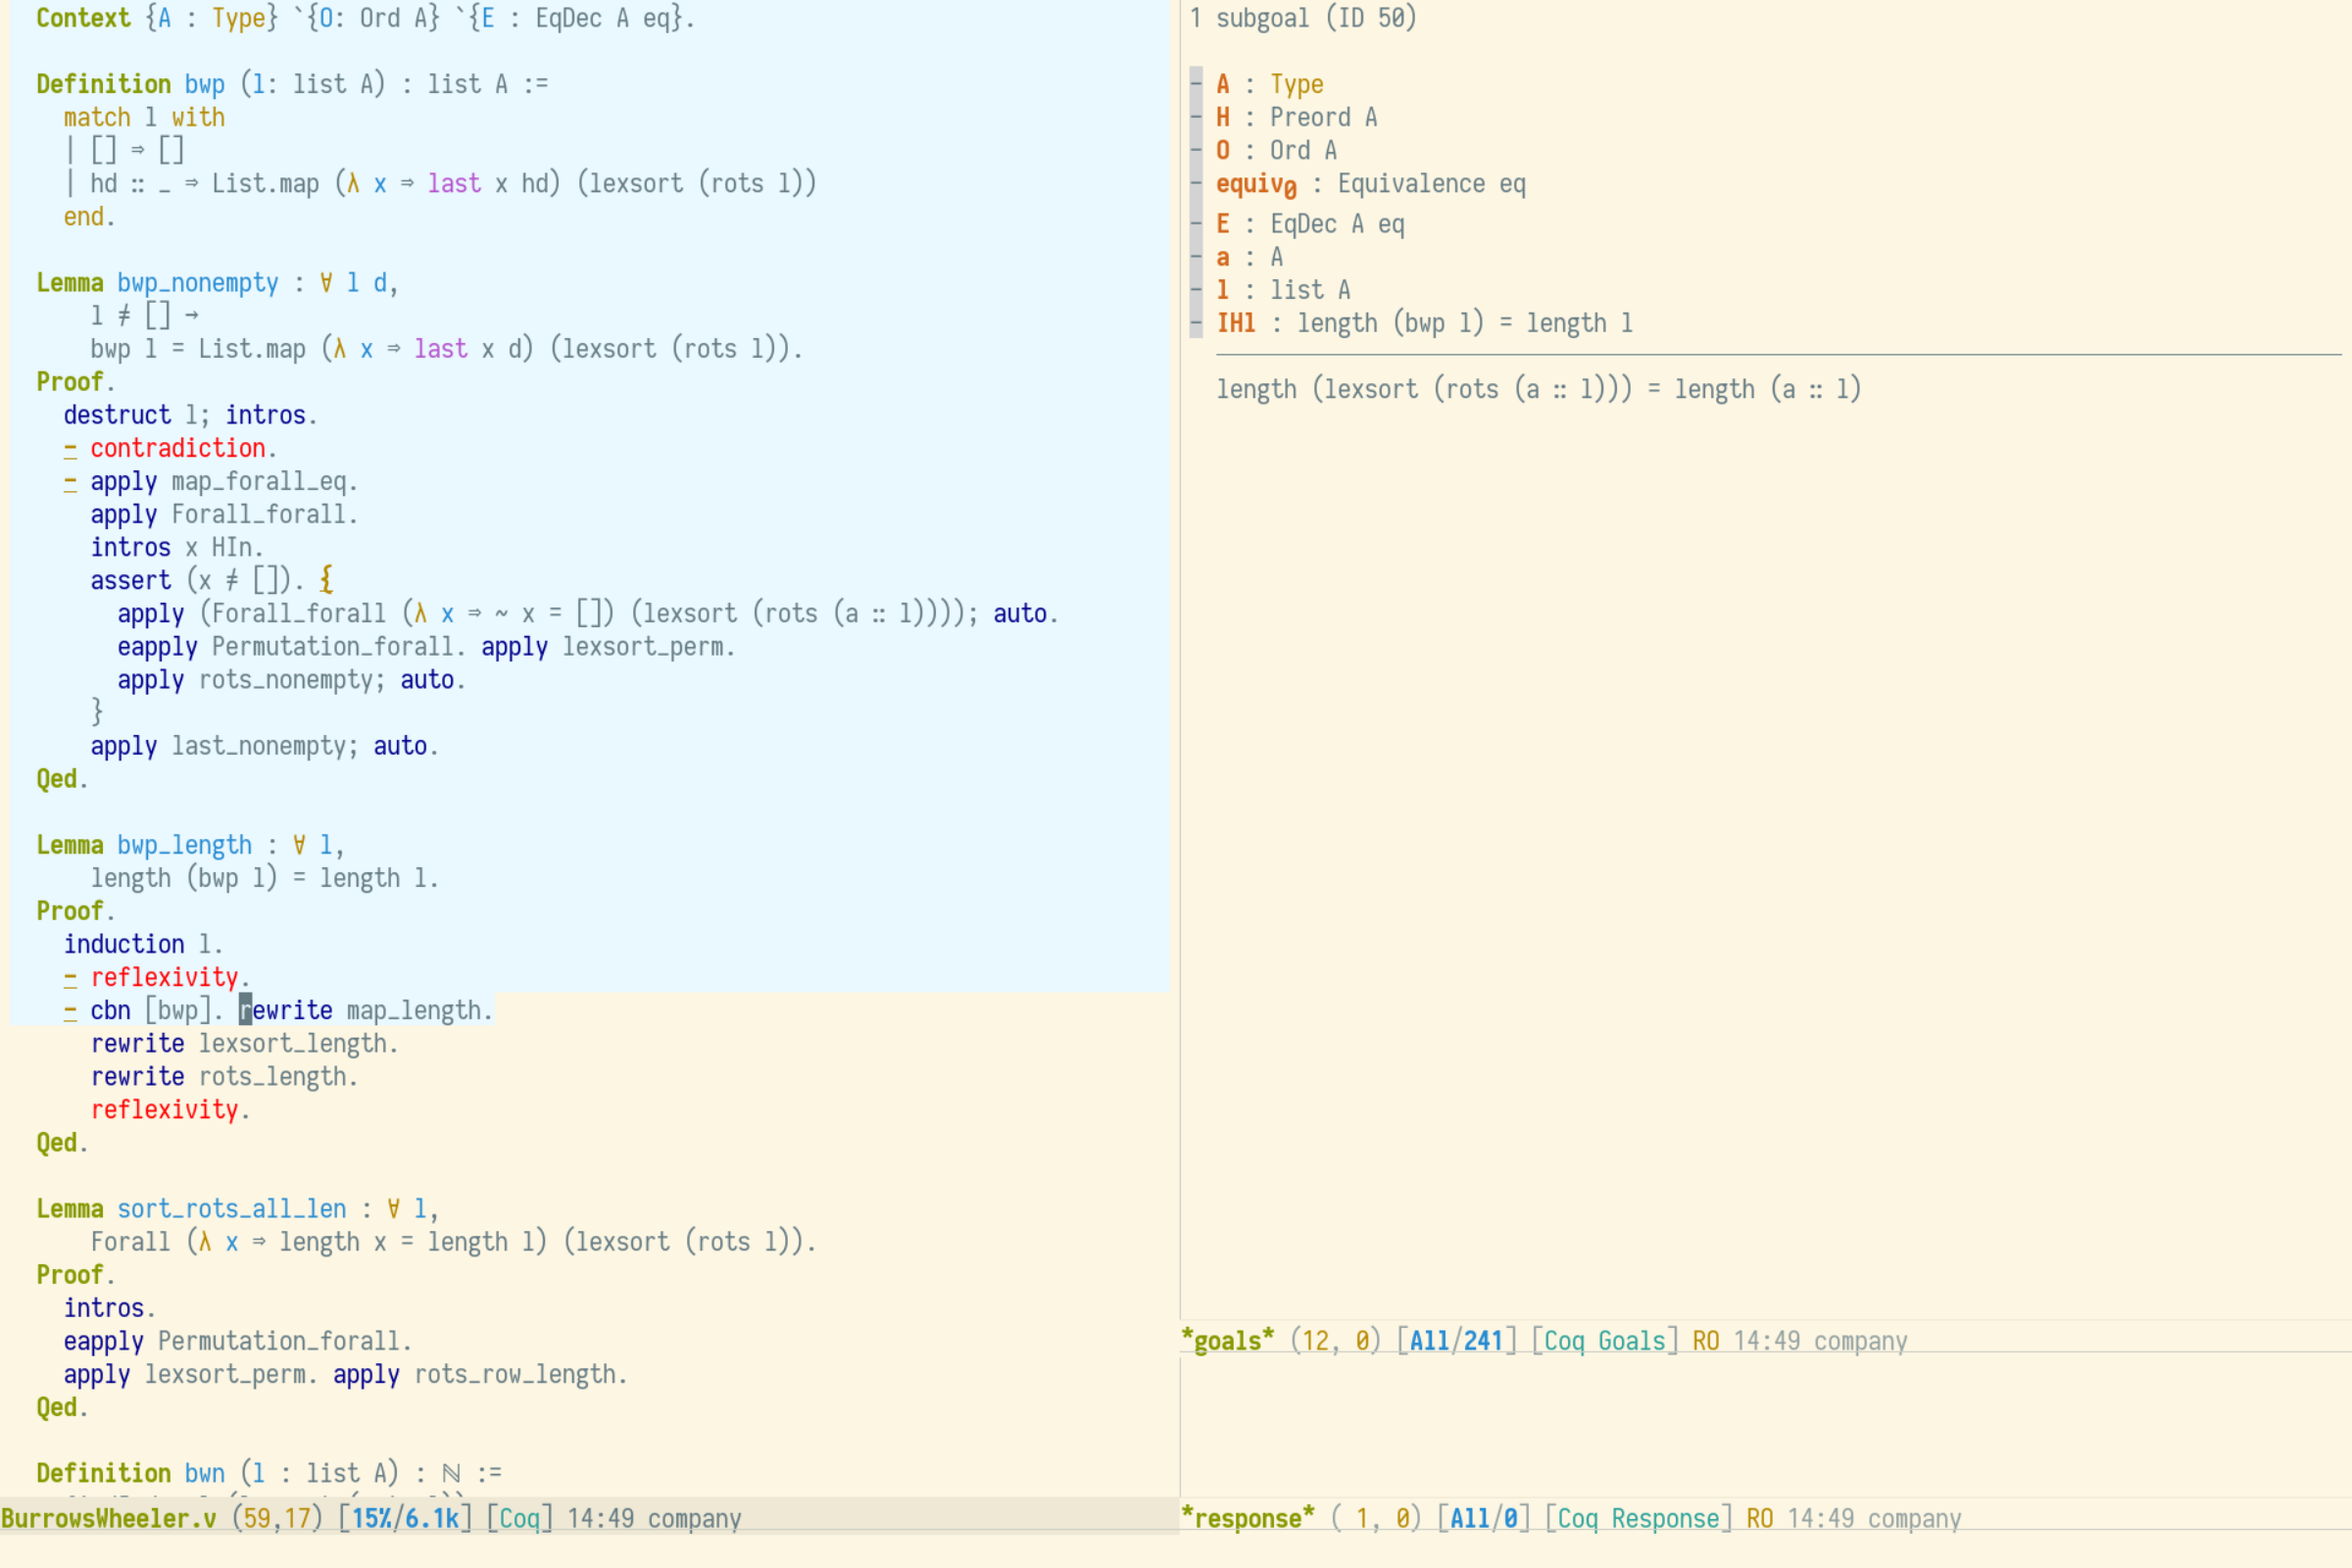 Context {A : Type} `{O: Ord A} `{E : EqDec A eq}.
Definition bwp (l: list A) : list A :=
match l with
| [] ⇒ []
| hd :: _ ⇒ List.map (λ x ⇒ last x hd) (lexsort (rots l))
end.
Lemma bwp_nonempty : ∀ l d,
l ≠ [] →
bwp l = List.map (λ x ⇒ last x d) (lexsort (rots l)).
Proof.
destruct l; intros.
- contradiction.
- apply map_forall_eq.
apply Forall_forall.
intros x HIn.
assert (x ≠ []). {
apply (Forall_forall (λ x ⇒ ~ x = []) (lexsort (rots (a :: l)))); auto.
eapply Permutation_forall. apply lexsort_perm.
apply rots_nonempty; auto.
}
apply last_nonempty; auto.
Qed.
Lemma bwp_length : ∀ l,
length (bwp l) = length l.
Proof.
induction l.
- reflexivity.
- cbn [bwp]. rewrite map_length.
rewrite lexsort_length.
rewrite rots_length.
reflexivity.
Qed.
Lemma sort_rots_all_len : ∀ l,
Forall (λ x ⇒ length x = length l) (lexsort (rots l)).
Proof.
intros.
eapply Permutation_forall.
apply lexsort_perm. apply rots_row_length.
Qed.
Definition bwn (l : list A) : ℕ :=
BurrowsWheeler.v (59,17) [15%/6.1k] [Coq] 14:49 company
1 subgoal (ID 50)
- A : Type
- H : Preord A
- O : Ord A
- equiv₀ : Equivalence eq
- E : EqDec A eq
- a : A
- l : list A
- IHl : length (bwp l) = length l
length (lexsort (rots (a :: l))) = length (a :: l)
*goals* (12, 0) [All/241] [Coq Goals] RO 14:49 company
*response* ( 1, 0) [All/0] [Coq Response] RO 14:49 company